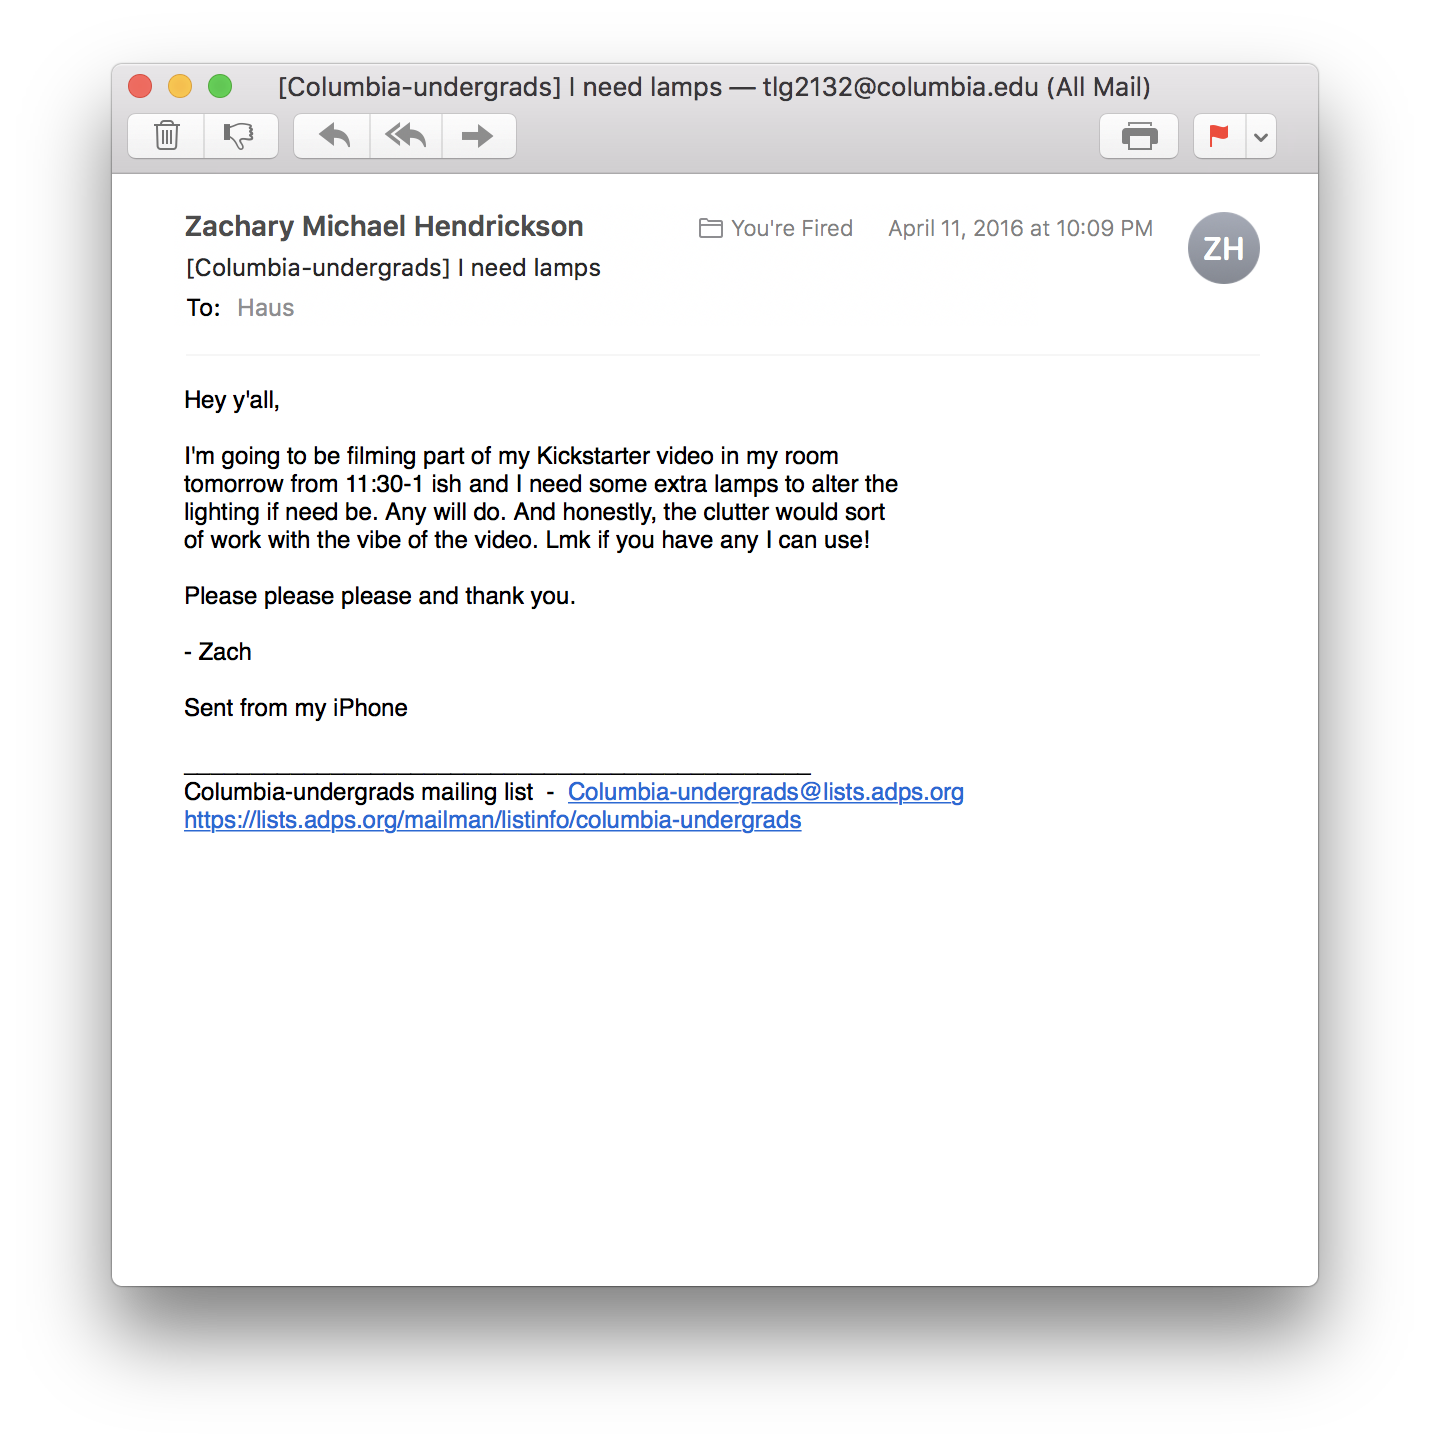 [Columbia-undergrads] I need lamps — tlg2132@columbia.edu (All Mail)
Zachary Michael Hendrickson
You're Fired
April 11, 2016 at 10:09 PM
ZH
[Columbia-undergrads] I need lamps
To: Haus
Hey y'all,
I'm going to be filming part of my Kickstarter video in my room
tomorrow from 11:30-1 ish and I need some extra lamps to alter the
lighting if need be. Any will do. And honestly, the clutter would sort
of work with the vibe of the video. Lmk if you have any I can use!
Please please please and thank you.
- Zach
Sent from my iPhone
_______________________________________________
Columbia-undergrads mailing list - Columbia-undergrads@lists.adps.org
https://lists.adps.org/mailman/listinfo/columbia-undergrads